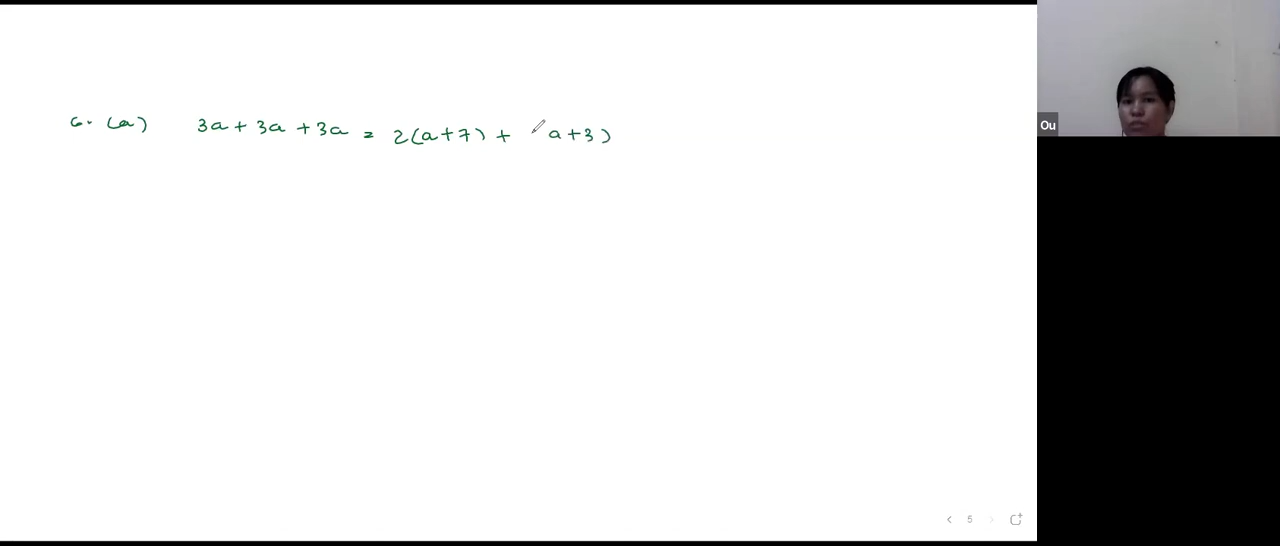 6. (a) 3a + 3a + 3a = 2(a+7) + a+3)
Ou
5